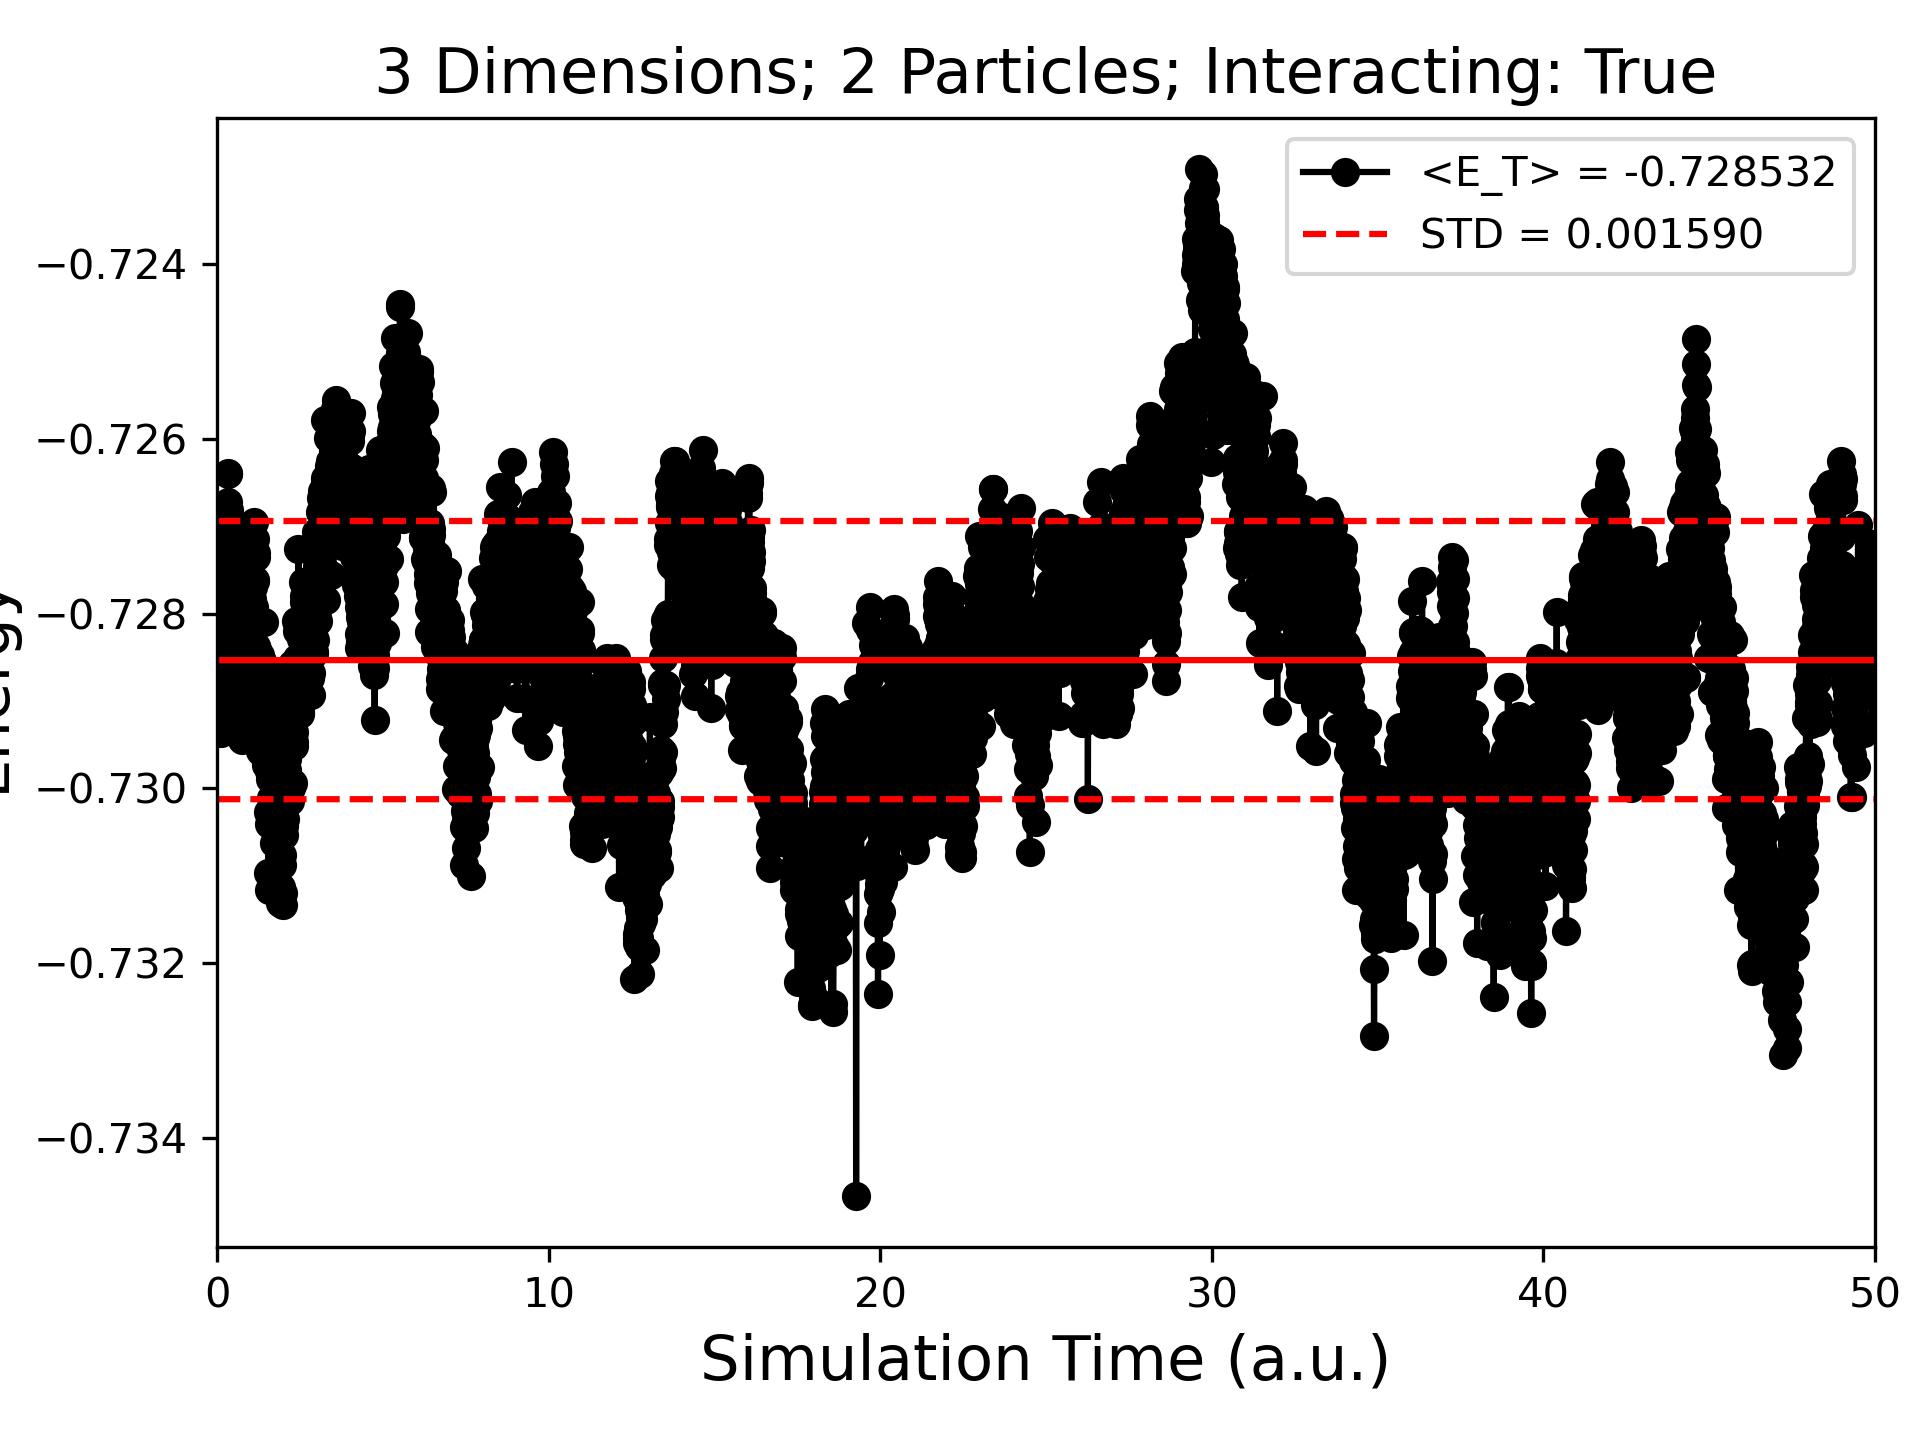 3 Dimensions; 2 Particles; Interacting: True
<E_T> = -0.728532
STD = 0.001590
−0.724
−0.726
−0.728
−0.730
−0.732
−0.734
Energy
0 10 20 30 40 50
Simulation Time (a.u.)